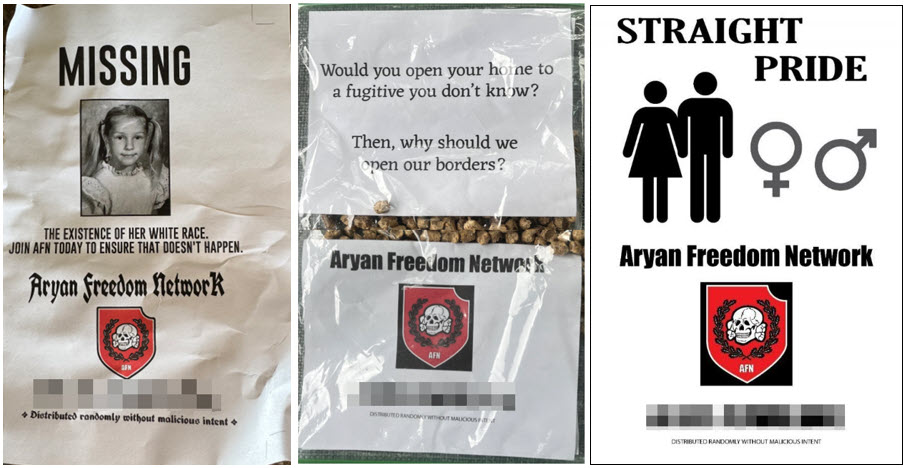 MISSING
THE EXISTENCE OF HER WHITE RACE.
JOIN AFN TODAY TO ENSURE THAT DOESN'T HAPPEN.
Aryan Freedom Network
AFN
Distributed randomly without malicious intent
Would you open your home to
a fugitive you don't know?
Then, why should we
open our borders?
Aryan Freedom Network
AFN
DISTRIBUTED RANDOMLY WITHOUT MALICIOUS INTENT
STRAIGHT
PRIDE
Aryan Freedom Network
AFN
DISTRIBUTED RANDOMLY WITHOUT MALICIOUS INTENT